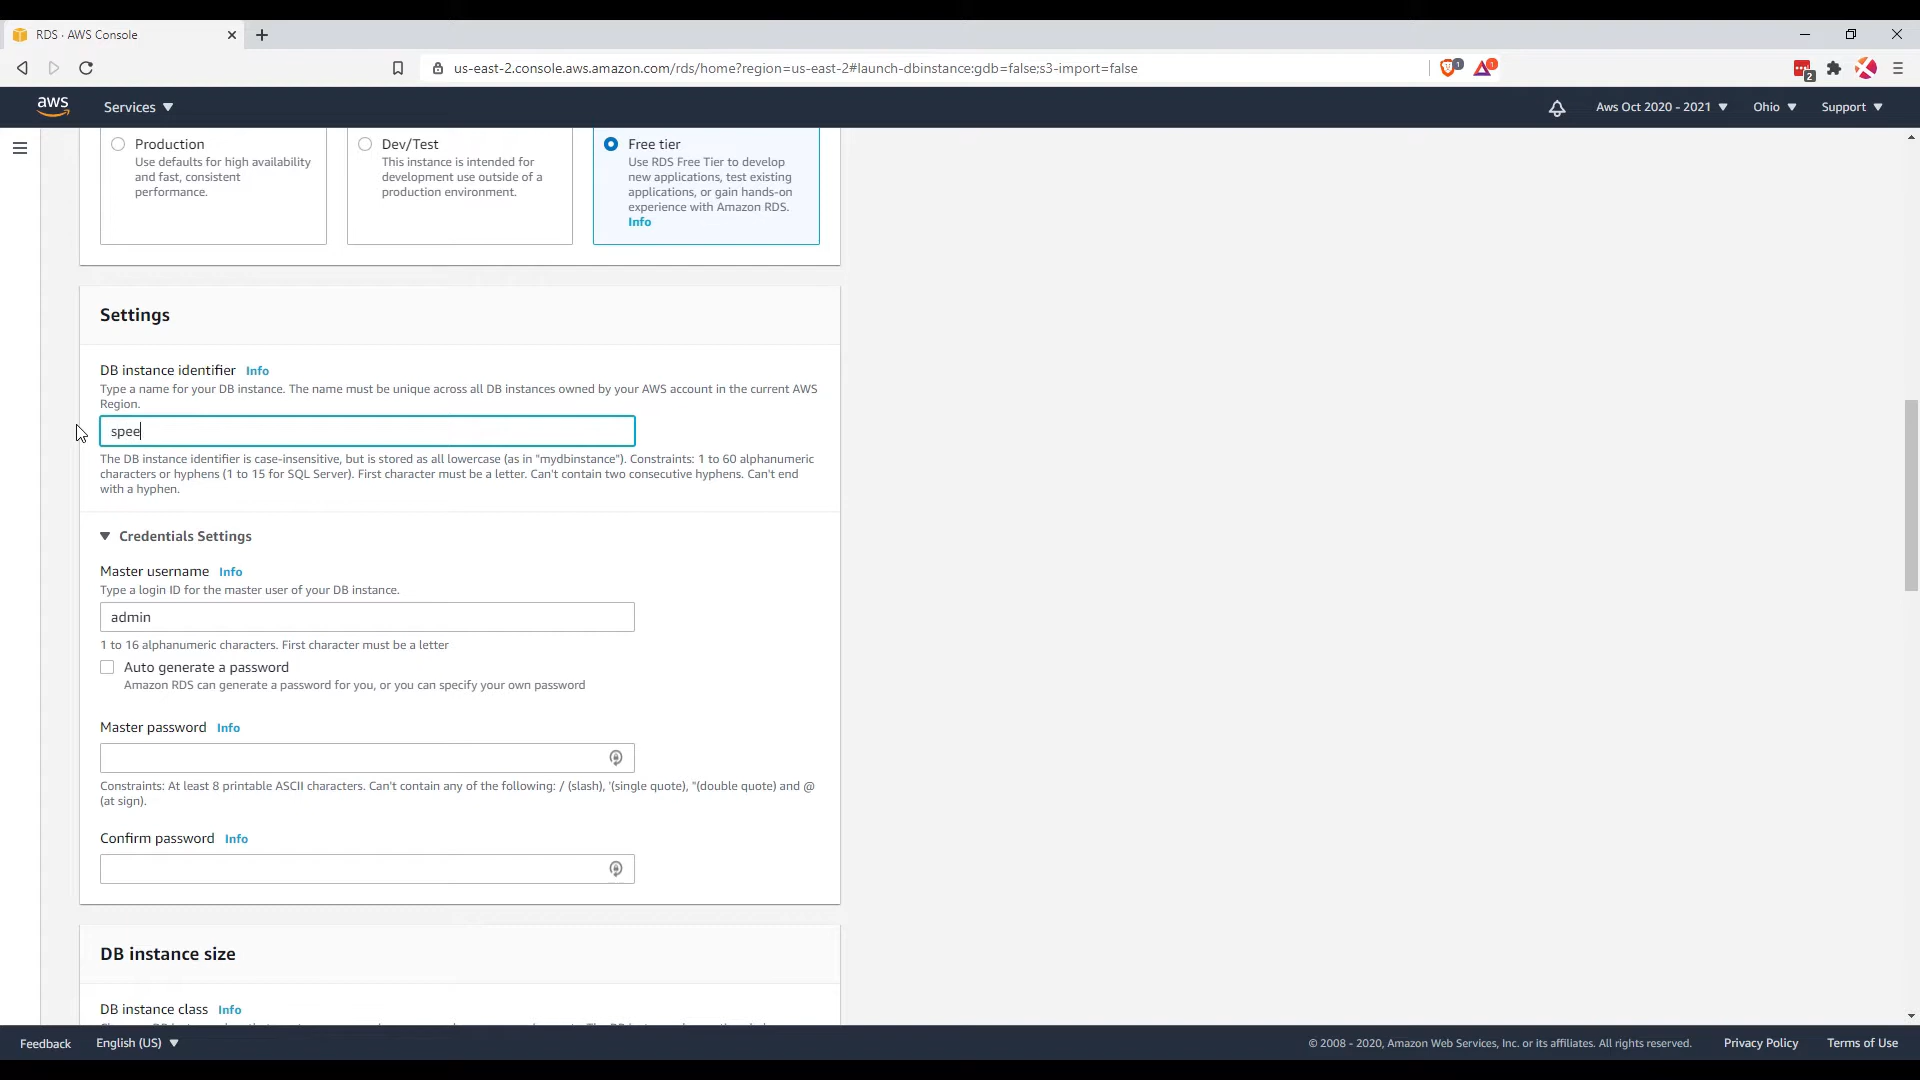 RDS · AWS Console
us-east-2.console.aws.amazon.com/rds/home?region=us-east-2#launch-dbinstance:gdb=false;s3-import=false
1
1
2
aws
Services
Aws Oct 2020 - 2021
Ohio
Support
Production
Use defaults for high availability
and fast, consistent
performance.
Dev/Test
This instance is intended for
development use outside of a
production environment.
Free tier
Use RDS Free Tier to develop
new applications, test existing
applications, or gain hands-on
experience with Amazon RDS.
Info
Settings
DB instance identifier Info
Type a name for your DB instance. The name must be unique across all DB instances owned by your AWS account in the current AWS
Region.
spee
The DB instance identifier is case-insensitive, but is stored as all lowercase (as in "mydbinstance"). Constraints: 1 to 60 alphanumeric
characters or hyphens (1 to 15 for SQL Server). First character must be a letter. Can't contain two consecutive hyphens. Can't end
with a hyphen.
Credentials Settings
Master username Info
Type a login ID for the master user of your DB instance.
admin
1 to 16 alphanumeric characters. First character must be a letter
Auto generate a password
Amazon RDS can generate a password for you, or you can specify your own password
Master password Info
Constraints: At least 8 printable ASCII characters. Can't contain any of the following: / (slash), '(single quote), "(double quote) and @
(at sign).
Confirm password Info
DB instance size
DB instance class Info
Feedback
English (US)
© 2008 - 2020, Amazon Web Services, Inc. or its affiliates. All rights reserved.
Privacy Policy
Terms of Use